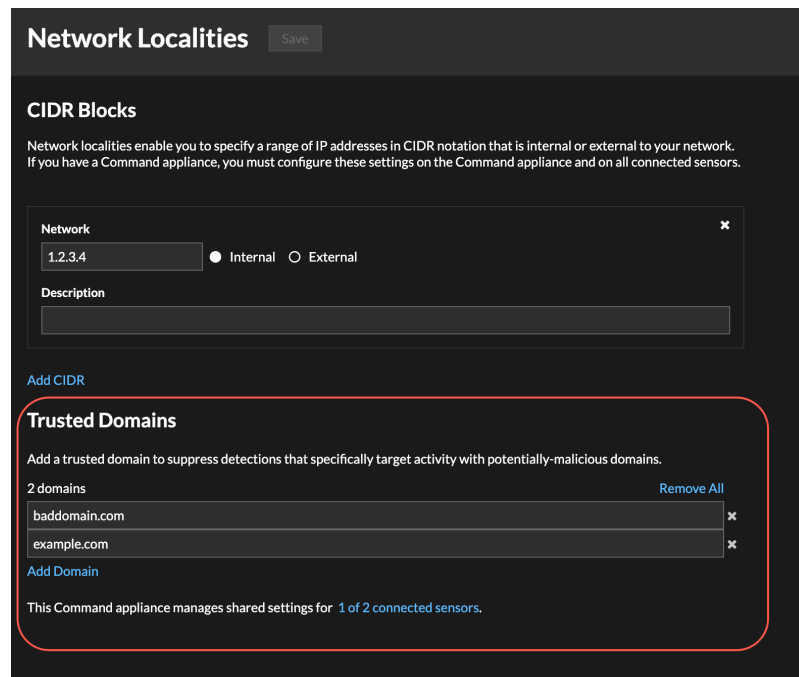 Network Localities Save
CIDR Blocks
Network localities enable you to specify a range of IP addresses in CIDR notation that is internal or external to your network.
If you have a Command appliance, you must configure these settings on the Command appliance and on all connected sensors.
Network
1.2.3.4 Internal External
Description
Add CIDR
Trusted Domains
Add a trusted domain to suppress detections that specifically target activity with potentially-malicious domains.
2 domains Remove All
baddomain.com
example.com
Add Domain
This Command appliance manages shared settings for 1 of 2 connected sensors.